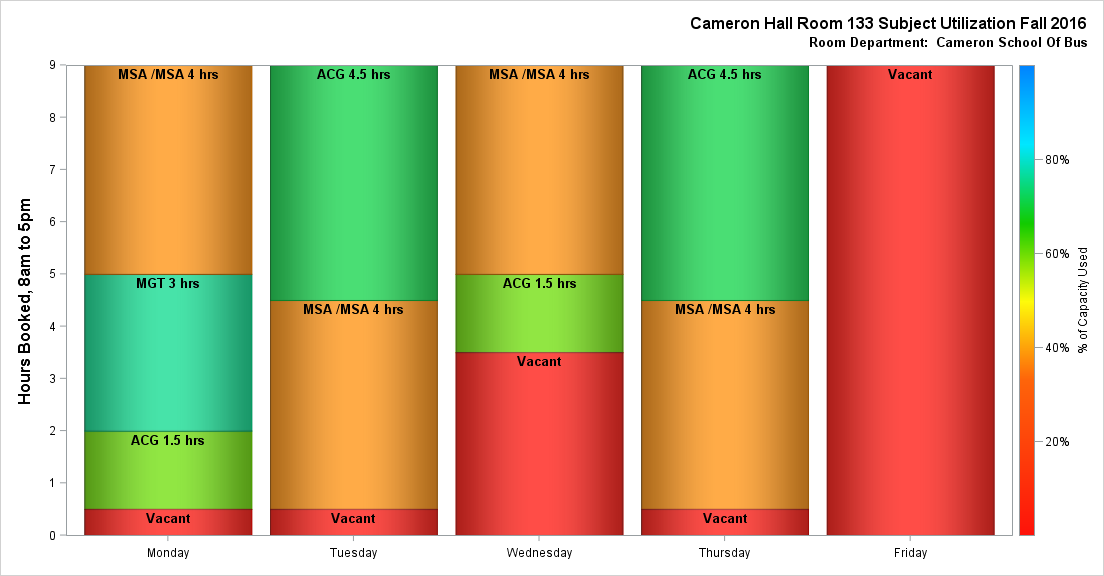 Cameron Hall Room 133 Subject Utilization Fall 2016
Room Department:  Cameron School Of Bus
Hours Booked, 8am to 5pm
9
8
7
6
5
4
3
2
1
0
MSA /MSA 4 hrs
MGT 3 hrs
ACG 1.5 hrs
Vacant
ACG 4.5 hrs
MSA /MSA 4 hrs
Vacant
MSA /MSA 4 hrs
ACG 1.5 hrs
Vacant
ACG 4.5 hrs
MSA /MSA 4 hrs
Vacant
Vacant
Monday
Tuesday
Wednesday
Thursday
Friday
80%
60%
40%
20%
% of Capacity Used